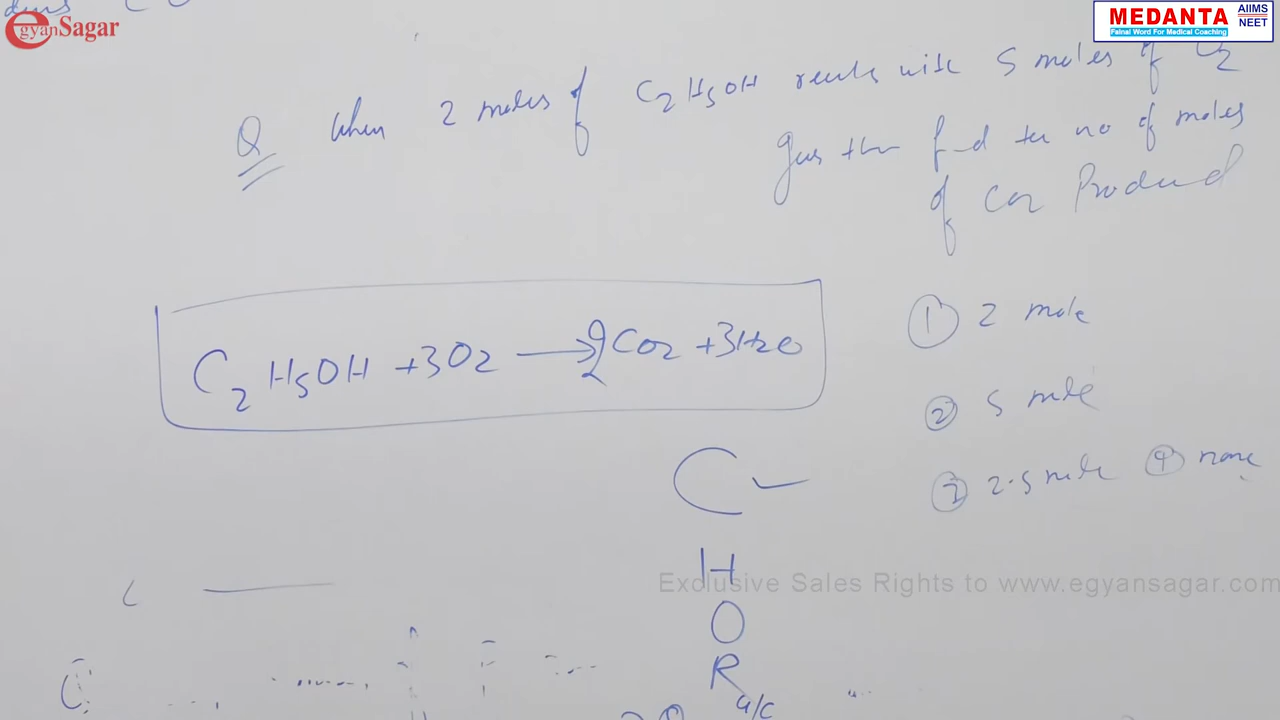 egyanSagar
MEDANTA AIIMS NEET
Fainal Word For Medical Coaching
Q When 2 moles of C2H5OH reacts with 5 moles of O2
gas then find the no of moles
of CO2 Produced
C2H5OH + 3O2 → 2CO2 + 3H2O
① 2 mole
② 5 mole
③ 2.5 mole ④ none
C
H
O
R
a/c
Exclusive Sales Rights to www.egyansagar.com